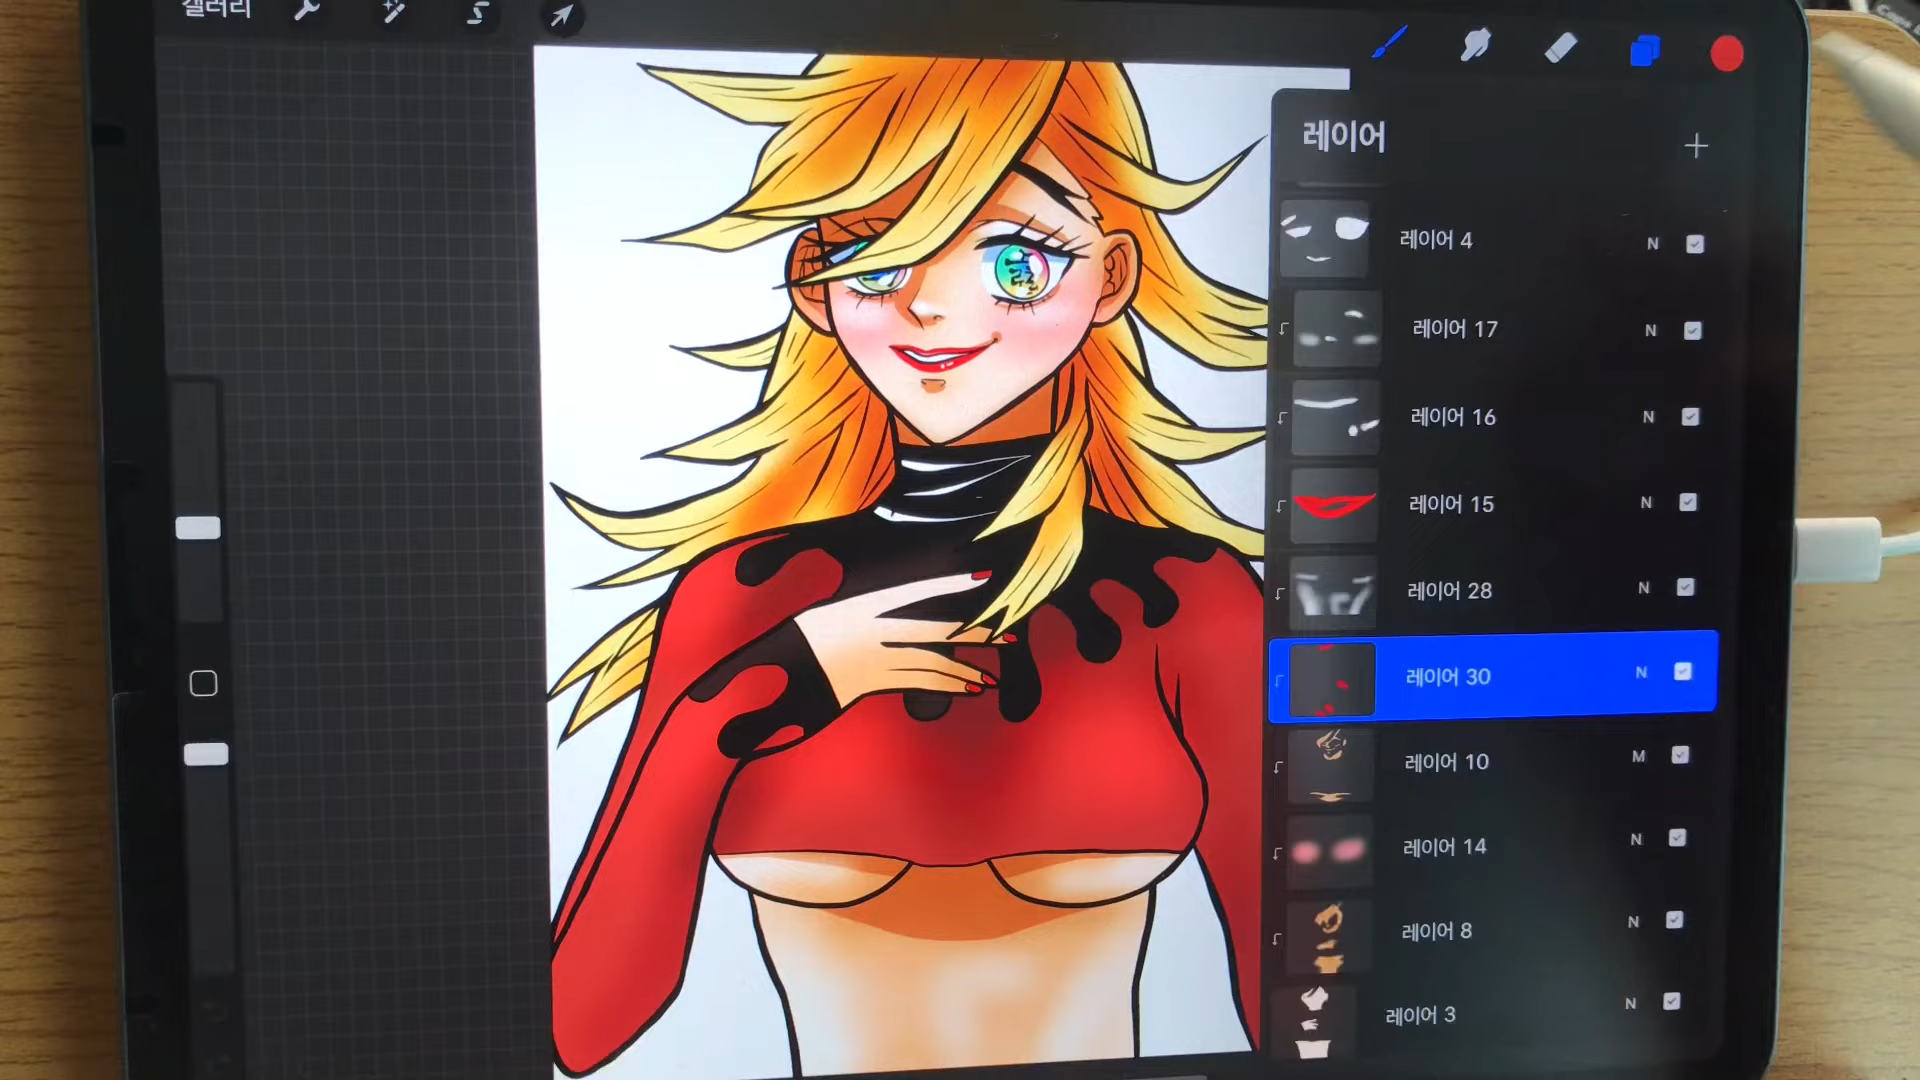 갤러리
레이어
레이어 4 N
레이어 17 N
레이어 16 N
레이어 15 N
레이어 28 N
레이어 30 N
레이어 10 M
레이어 14 N
레이어 8 N
레이어 3 N
Caps